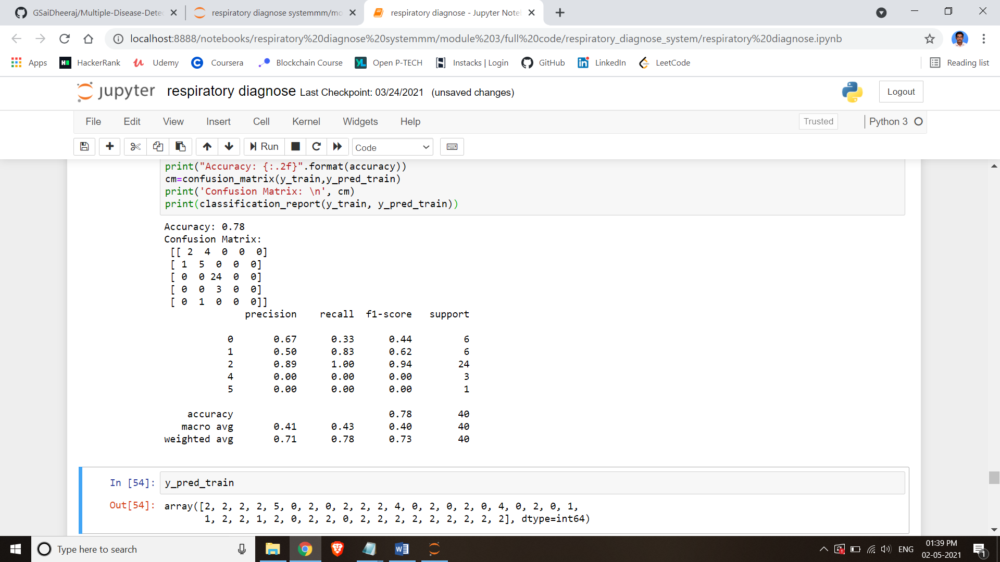 GSaiDheeraj/Multiple-Disease-Dete
respiratory diagnose systemmm/mo
respiratory diagnose - Jupyter Note
localhost:8888/notebooks/respiratory%20diagnose%20systemmm/module%203/full%20code/respiratory_diagnose_system/respiratory%20diagnose.ipynb
Apps HackerRank Udemy Coursera Blockchain Course Open P-TECH Instacks | Login GitHub LinkedIn LeetCode Reading list
jupyter respiratory diagnose Last Checkpoint: 03/24/2021 (unsaved changes) Logout
File Edit View Insert Cell Kernel Widgets Help Trusted Python 3
Run Code
print("Accuracy: {:.2f}".format(accuracy))
cm=confusion_matrix(y_train,y_pred_train)
print('Confusion Matrix: \n', cm)
print(classification_report(y_train, y_pred_train))
Accuracy: 0.78
Confusion Matrix:
[[ 2 4 0 0 0]
[ 1 5 0 0 0]
[ 0 0 24 0 0]
[ 0 0 3 0 0]
[ 0 1 0 0 0]]
precision recall f1-score support
0 0.67 0.33 0.44 6
1 0.50 0.83 0.62 6
2 0.89 1.00 0.94 24
4 0.00 0.00 0.00 3
5 0.00 0.00 0.00 1
accuracy 0.78 40
macro avg 0.41 0.43 0.40 40
weighted avg 0.71 0.78 0.73 40
In [54]: y_pred_train
Out[54]: array([2, 2, 2, 2, 5, 0, 2, 0, 2, 2, 2, 4, 0, 2, 0, 2, 0, 4, 0, 2, 0, 1,
1, 2, 2, 1, 2, 0, 2, 2, 0, 2, 2, 2, 2, 2, 2, 2, 2, 2], dtype=int64)
Type here to search
ENG
01:39 PM
02-05-2021
1